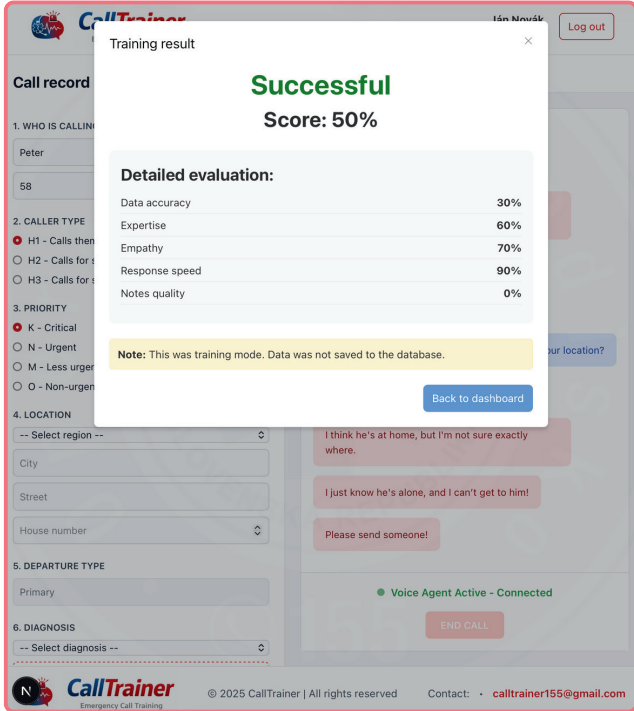 CallTrainer
Ján Novák
Log out
Training result
×
Successful
Score: 50%
Detailed evaluation:
Data accuracy 30%
Expertise 60%
Empathy 70%
Response speed 90%
Notes quality 0%
Note: This was training mode. Data was not saved to the database.
Back to dashboard
Call record
1. WHO IS CALLING
Peter
58
2. CALLER TYPE
H1 - Calls then
H2 - Calls for s
H3 - Calls for s
3. PRIORITY
K - Critical
N - Urgent
M - Less urger
O - Non-urgen
4. LOCATION
-- Select region --
City
Street
House number
5. DEPARTURE TYPE
Primary
6. DIAGNOSIS
-- Select diagnosis --
our location?
I think he's at home, but I'm not sure exactly
where.
I just know he's alone, and I can't get to him!
Please send someone!
Voice Agent Active - Connected
END CALL
N
CallTrainer
Emergency Call Training
© 2025 CallTrainer | All rights reserved
Contact: • calltrainer155@gmail.com